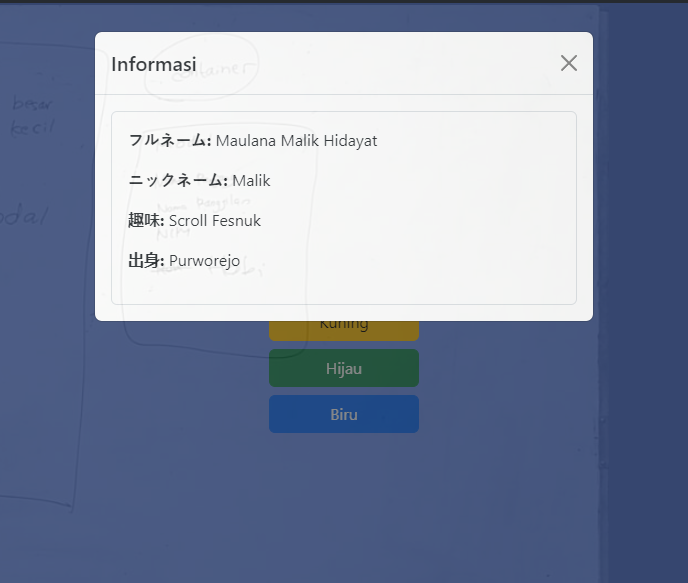 Informasi
container
besar
kecil
フルネーム: Maulana Malik Hidayat
ニックネーム: Malik
趣味: Scroll Fesnuk
出身: Purworejo
Kuning
Hijau
Biru